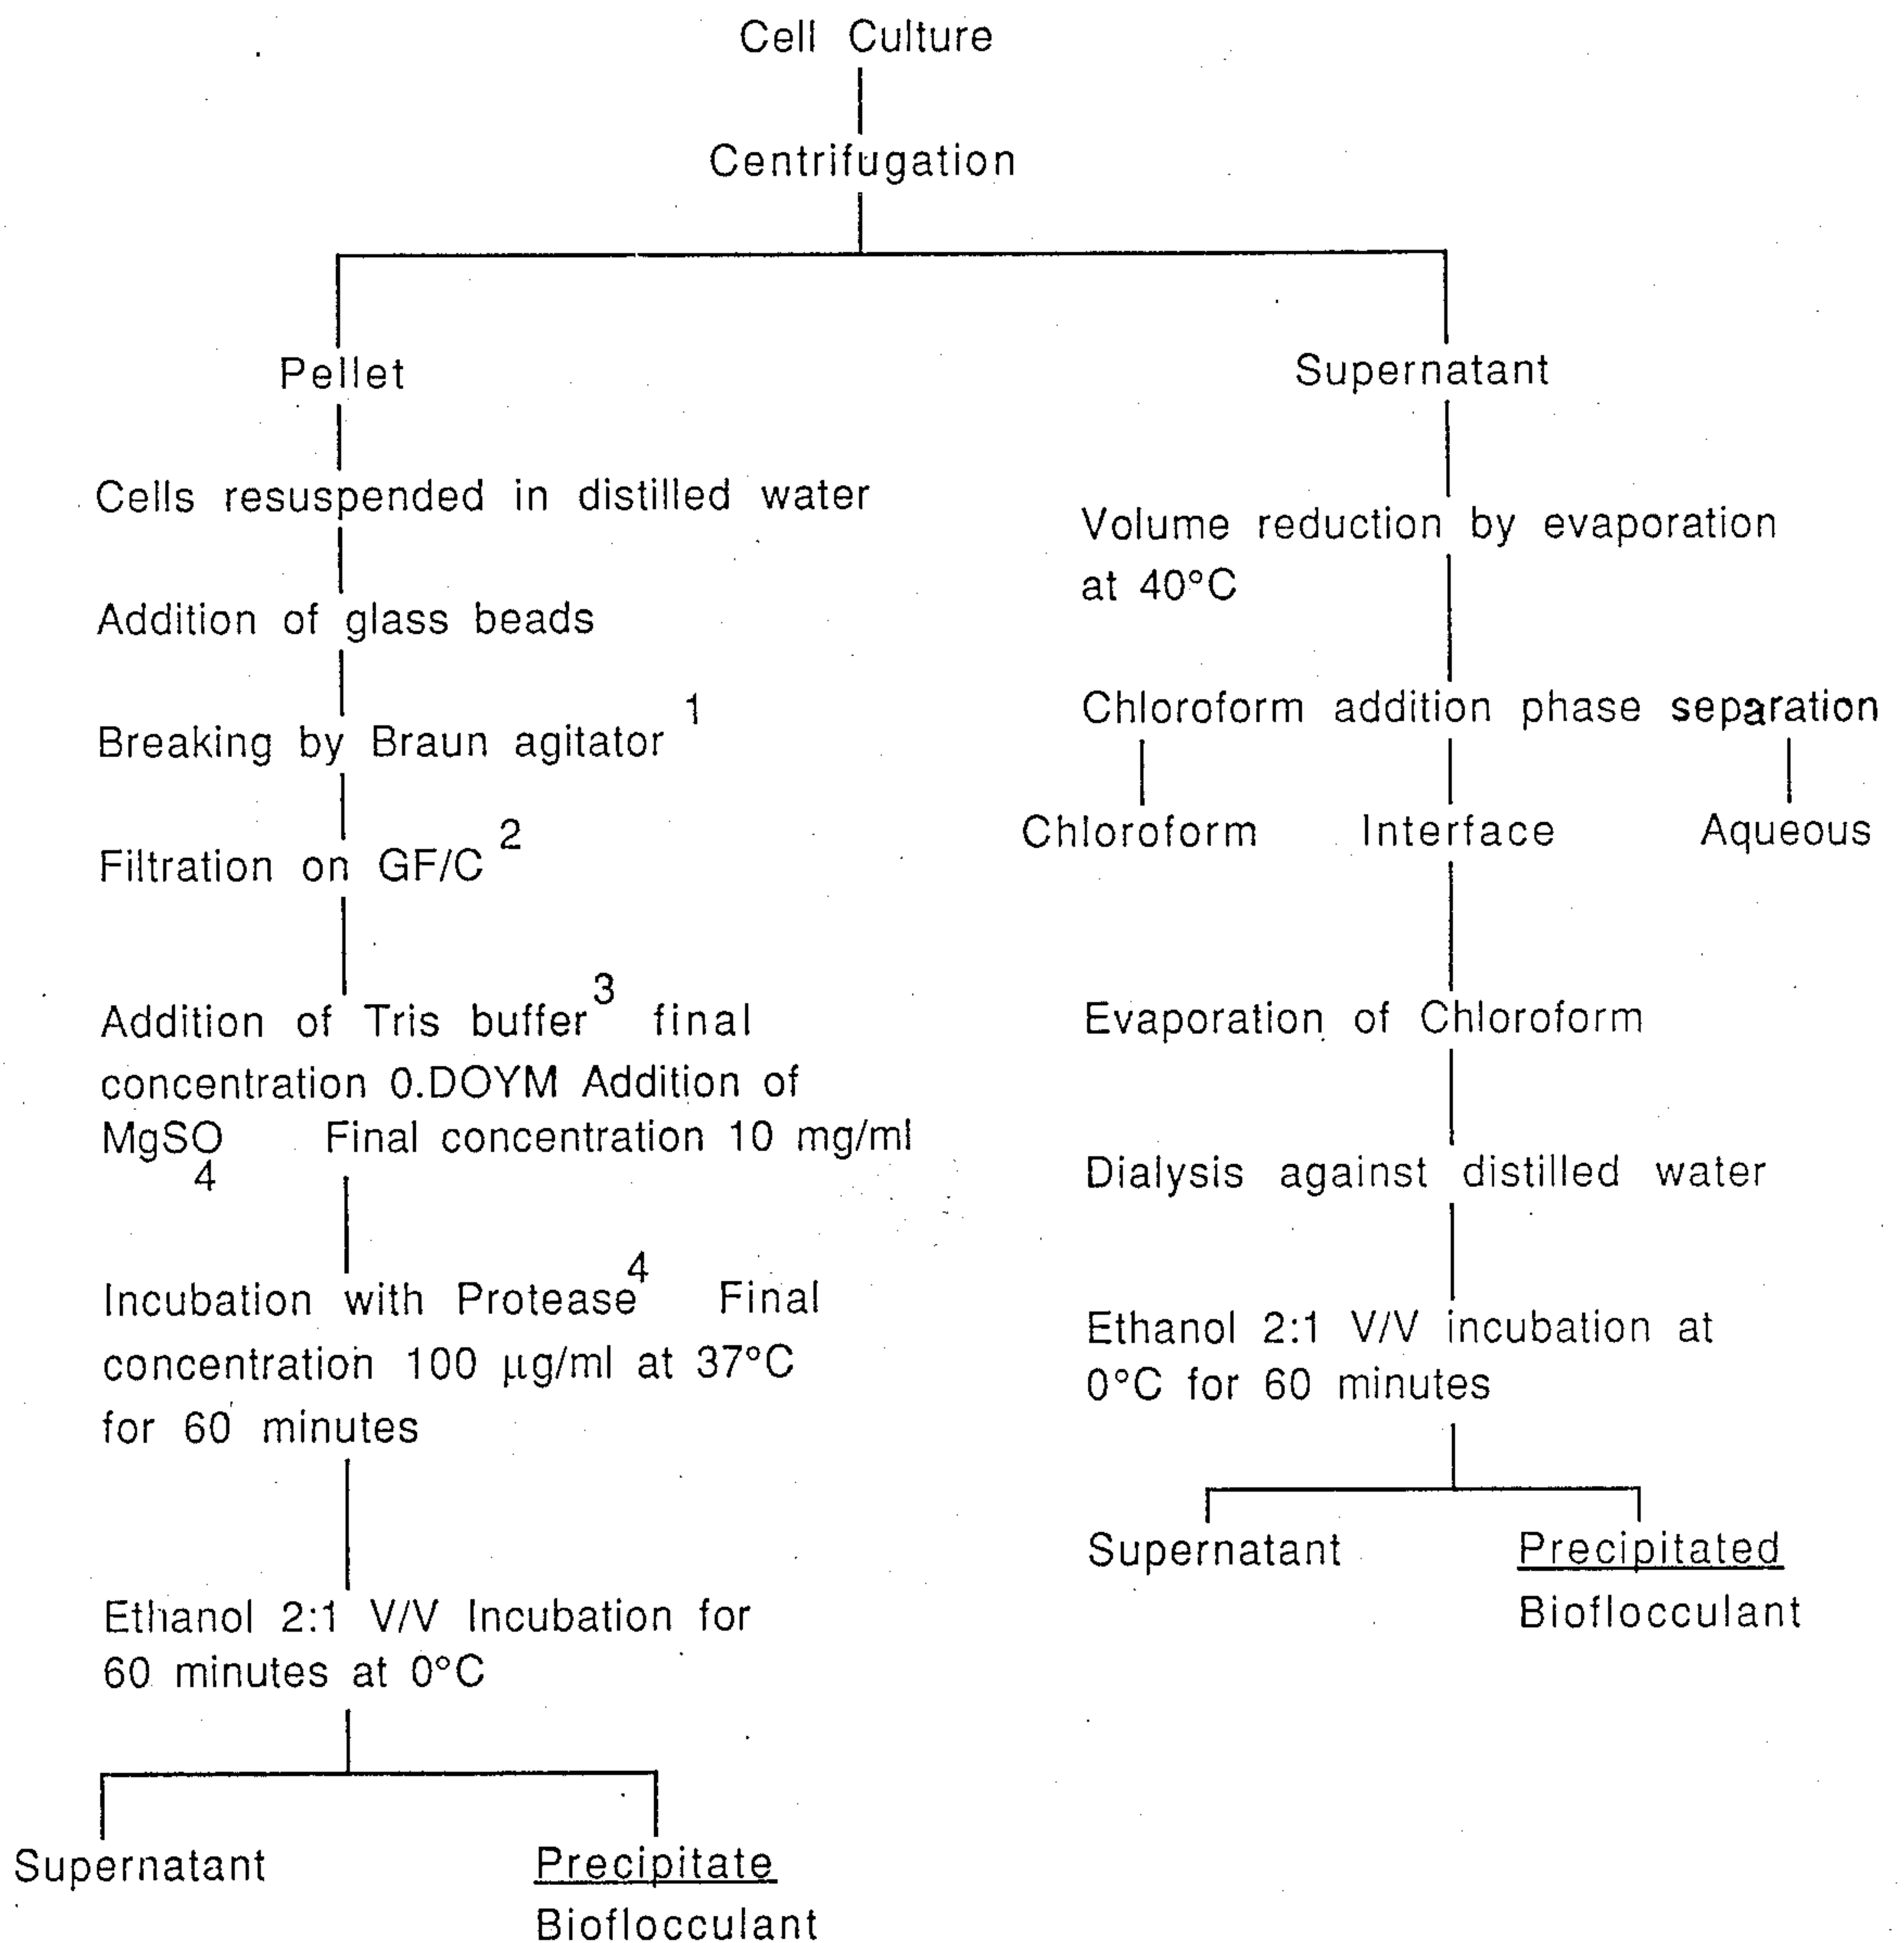 Cell Culture
Centrifugation
Pellet
Cells resuspended in distilled water
Addition of glass beads
Breaking by Braun agitator 1
Filtration on GF/C 2
Addition of Tris buffer 3 final
concentration 0.DOYM Addition of
MgSO4 Final concentration 10 mg/ml
Incubation with Protease 4 Final
concentration 100 µg/ml at 37°C
for 60 minutes
Ethanol 2:1 V/V Incubation for
60 minutes at 0°C
Supernatant
Precipitate
Bioflocculant
Supernatant
Volume reduction by evaporation
at 40°C
Chloroform addition phase separation
Chloroform Interface Aqueous
Evaporation of Chloroform
Dialysis against distilled water
Ethanol 2:1 V/V incubation at
0°C for 60 minutes
Supernatant
Precipitated
Bioflocculant